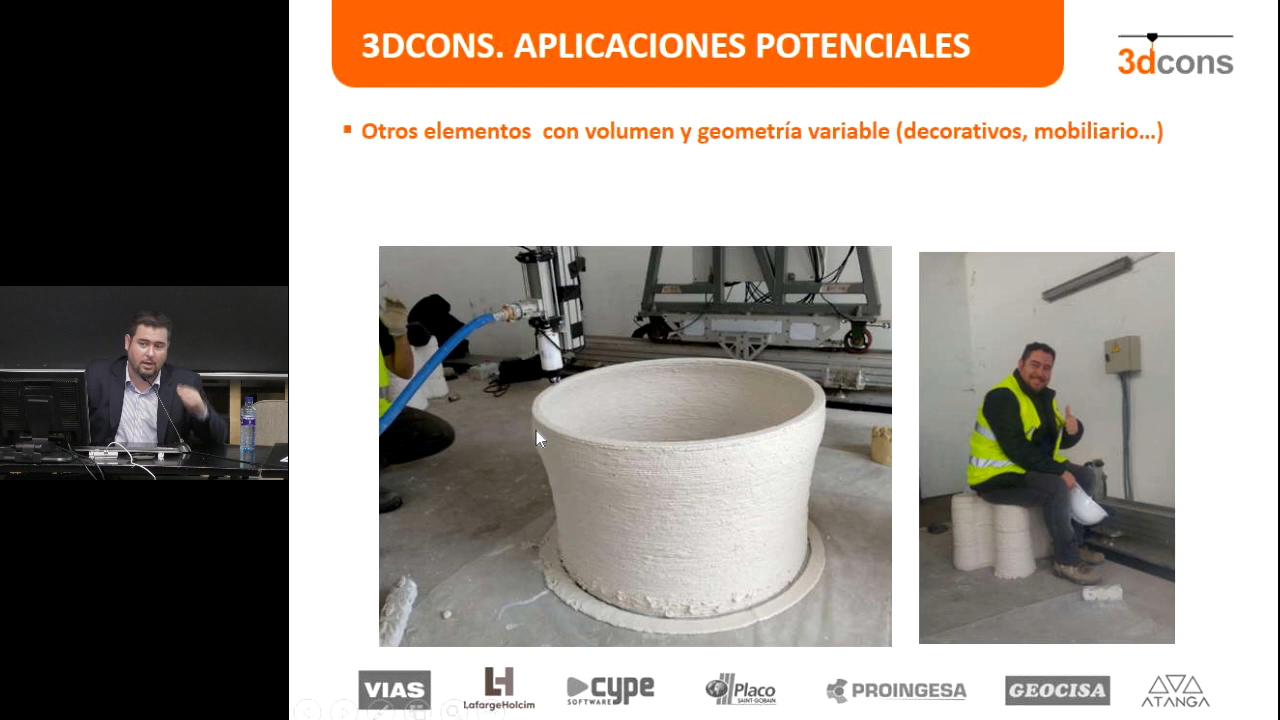 3DCONS. APLICACIONES POTENCIALES
3dcons
▪ Otros elementos con volumen y geometría variable (decorativos, mobiliario...)
VIAS
LH
LafargeHolcim
cype
SOFTWARE
Placo
SAINT-GOBAIN
PROINGESA
GEOCISA
ATANGA